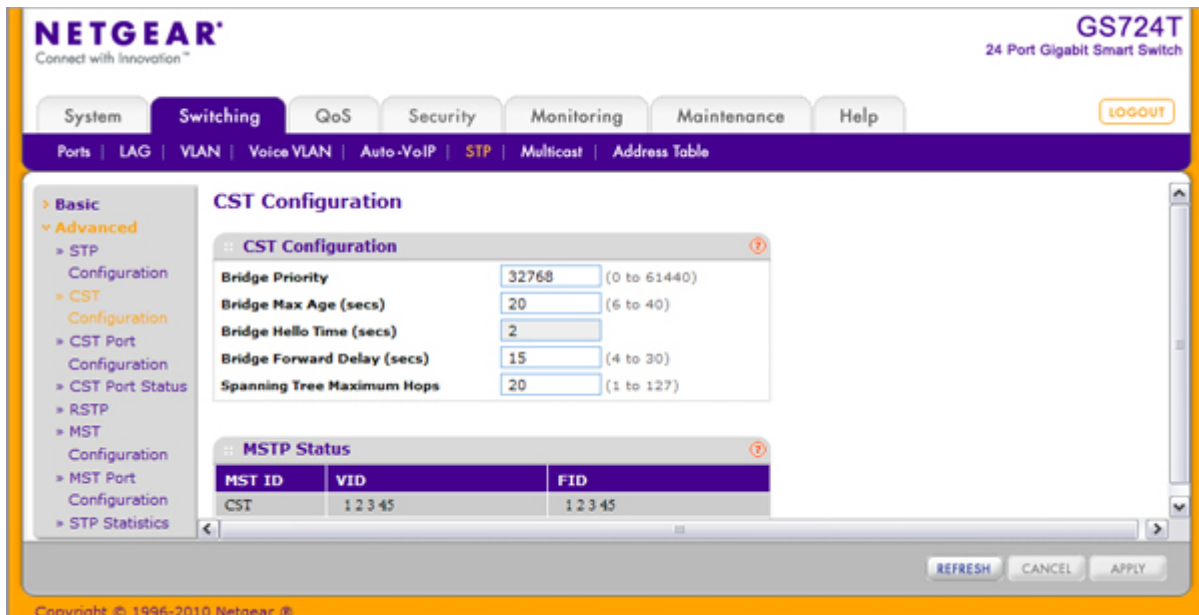 NETGEAR
Connect with Innovation™
GS724T
24 Port Gigabit Smart Switch
System Switching QoS Security Monitoring Maintenance Help LOGOUT
Ports | LAG | VLAN | Voice VLAN | Auto-VoIP | STP | Multicast | Address Table
Basic
Advanced
» STP
Configuration
» CST
Configuration
» CST Port
Configuration
» CST Port Status
» RSTP
» MST
Configuration
» MST Port
Configuration
» STP Statistics
CST Configuration
CST Configuration
Bridge Priority 32768 (0 to 61440)
Bridge Max Age (secs) 20 (6 to 40)
Bridge Hello Time (secs) 2
Bridge Forward Delay (secs) 15 (4 to 30)
Spanning Tree Maximum Hops 20 (1 to 127)
MSTP Status
MST ID VID FID
CST 1 2 3 45 1 2 3 45
REFRESH CANCEL APPLY
Copyright © 1996-2010 Netgear ®